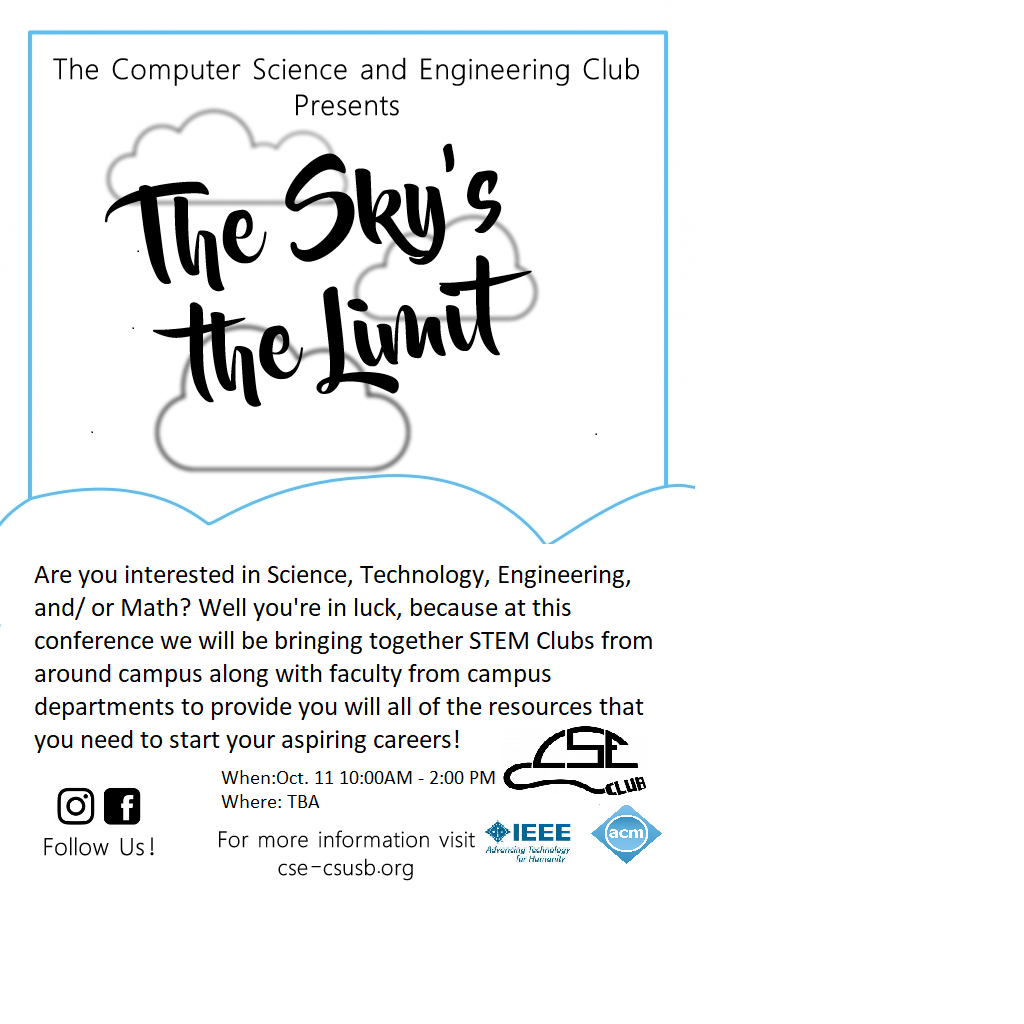 The Computer Science and Engineering Club
Presents
The Sky's
the Limit
Are you interested in Science, Technology, Engineering,
and/ or Math? Well you're in luck, because at this
conference we will be bringing together STEM Clubs from
around campus along with faculty from campus
departments to provide you will all of the resources that
you need to start your aspiring careers!
CSE
CLUB
When:Oct. 11 10:00AM - 2:00 PM
Where: TBA
Follow Us!
For more information visit
cse-csusb.org
IEEE
Advancing Technology
for Humanity
acm